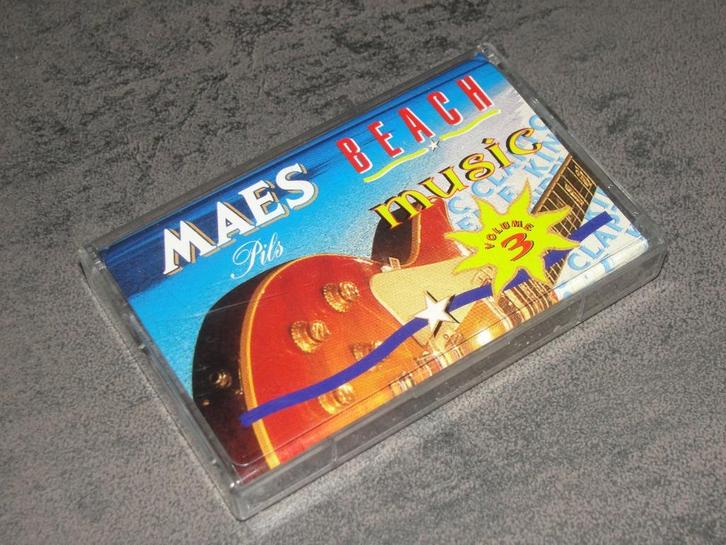 MAES
Pils
BEACH
music
VOLUME
3